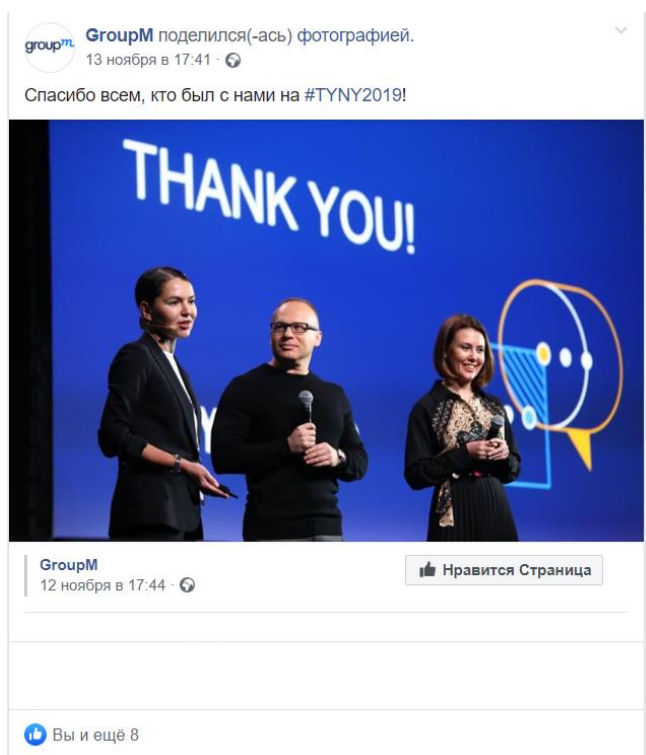 groupm
GroupM поделился(-ась) фотографией.
13 ноября в 17:41 ·
Спасибо всем, кто был с нами на #TYNY2019!
THANK YOU!
GroupM
12 ноября в 17:44 ·
Нравится Страница
Вы и ещё 8